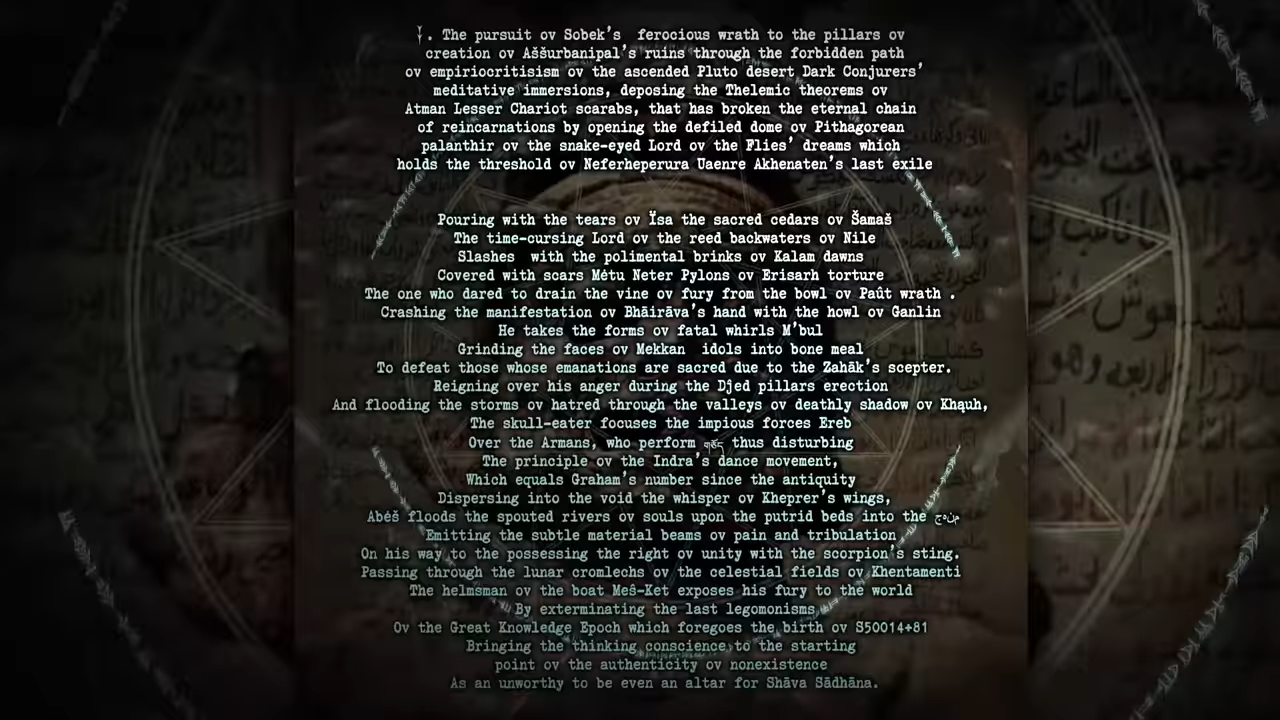 . The pursuit ov Sobek's ferocious wrath to the pillars ov
creation ov Aššurbanipal's ruins through the forbidden path
ov empiriocritisism ov the ascended Pluto desert Dark Conjurers'
meditative immersions, deposing the Thelemic theorems ov
Atman Lesser Chariot scarabs, that has broken the eternal chain
of reincarnations by opening the defiled dome ov Pithagorean
palanthir ov the snake-eyed Lord ov the Flies' dreams which
holds the threshold ov Neferheperura Uaenre Akhenaten's last exile
Pouring with the tears ov Ïsa the sacred cedars ov Šamaš
The time-cursing Lord ov the reed backwaters ov Nile
Slashes with the polimental brinks ov Kalam dawns
Covered with scars Métu Neter Pylons ov Erisarh torture
The one who dared to drain the vine ov fury from the bowl ov Paût wrath .
Crashing the manifestation ov Bhāirāva's hand with the howl ov Ganlin
He takes the forms ov fatal whirls M'bul
Grinding the faces ov Mekkan idols into bone meal
To defeat those whose emanations are sacred due to the Zahāk's scepter.
Reigning over his anger during the Djed pillars erection
And flooding the storms ov hatred through the valleys ov deathly shadow ov Khąuh,
The skull-eater focuses the impious forces Ereb
Over the Armans, who perform གཅོད thus disturbing
The principle ov the Indra's dance movement,
Which equals Graham's number since the antiquity
Dispersing into the void the whisper ov Kheprer's wings,
Abéš floods the spouted rivers ov souls upon the putrid beds into the
Emitting the subtle material beams ov pain and tribulation
On his way to the possessing the right ov unity with the scorpion's sting.
Passing through the lunar cromlechs ov the celestial fields ov Khentamenti
The helmsman ov the boat Meŝ-Ket exposes his fury to the world
By exterminating the last legomonisms
Ov the Great Knowledge Epoch which foregoes the birth ov S50014+81
Bringing the thinking conscience to the starting
point ov the authenticity ov nonexistence
As an unworthy to be even an altar for Shāva Sādhāna.